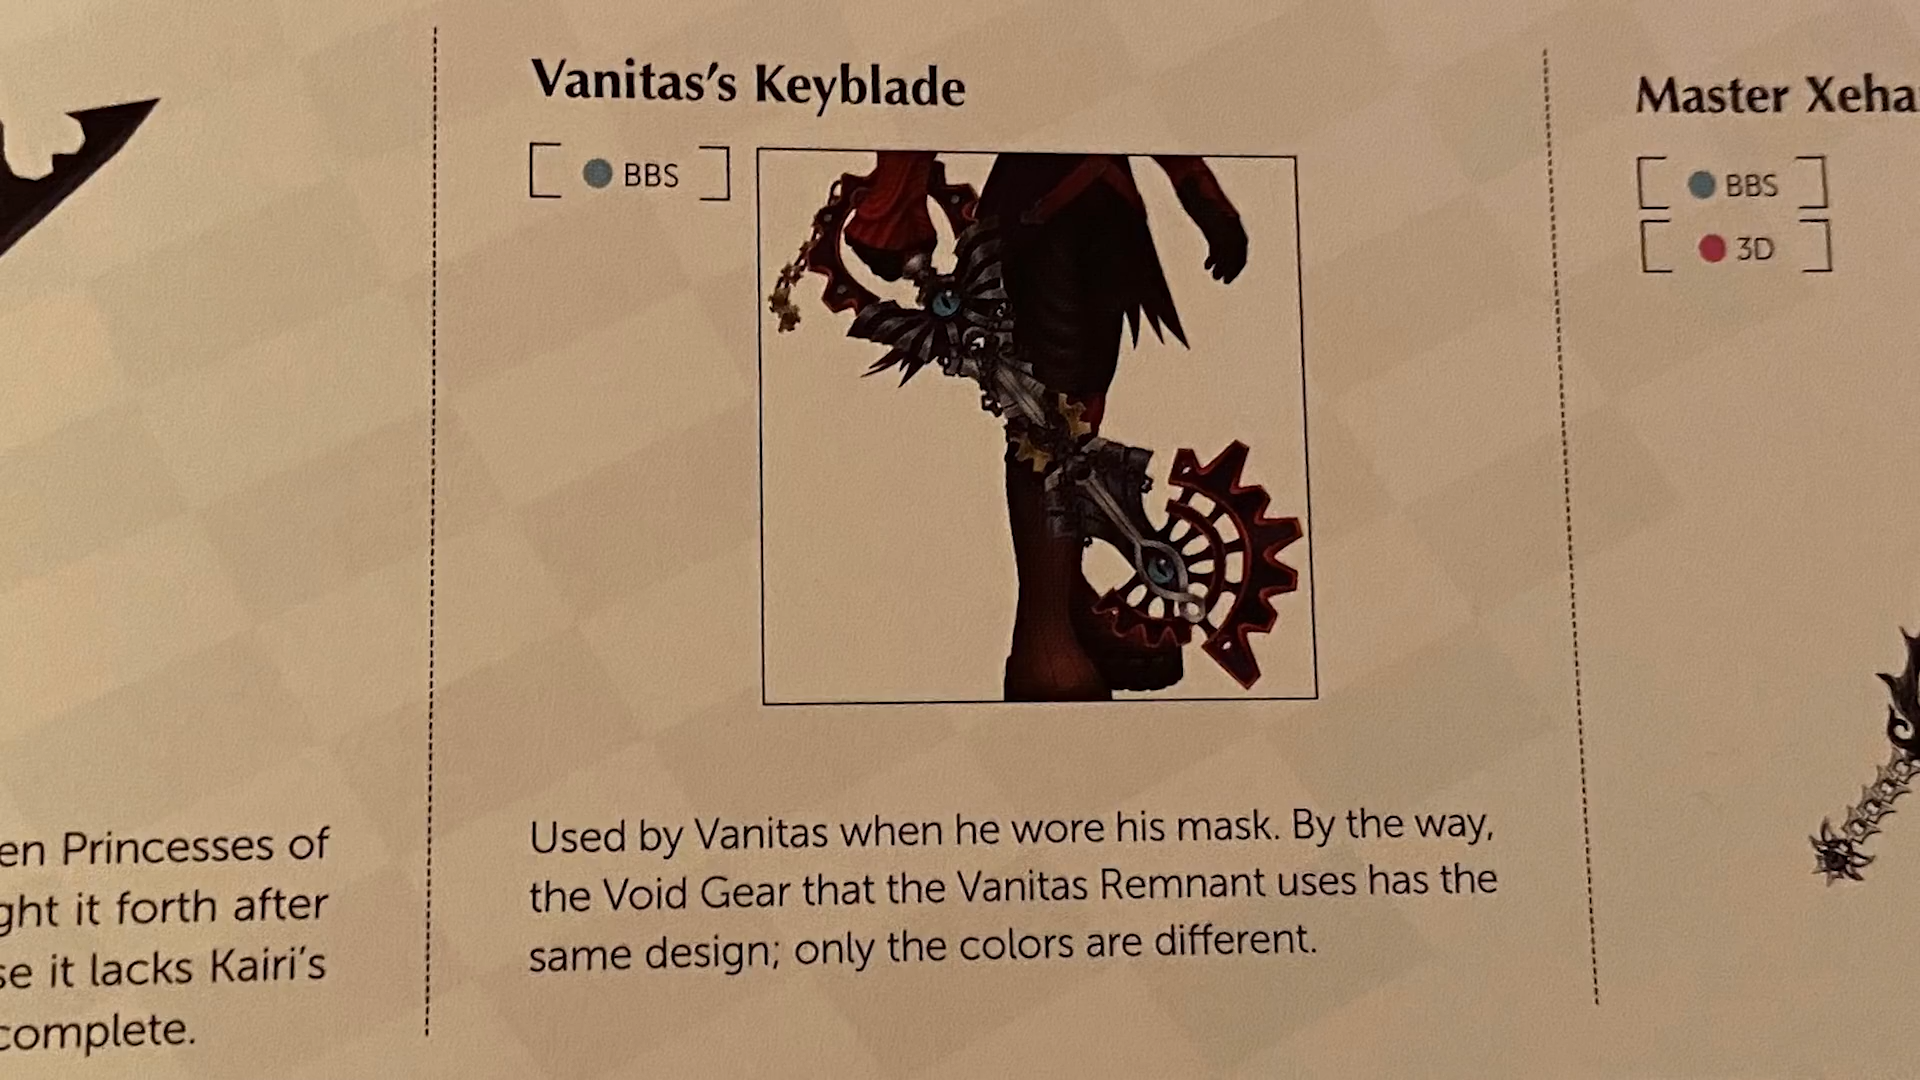 en Princesses of
ght it forth after
se it lacks Kairi's
complete.
Vanitas's Keyblade
BBS
Used by Vanitas when he wore his mask. By the way,
the Void Gear that the Vanitas Remnant uses has the
same design; only the colors are different.
Master Xeha
BBS
3D